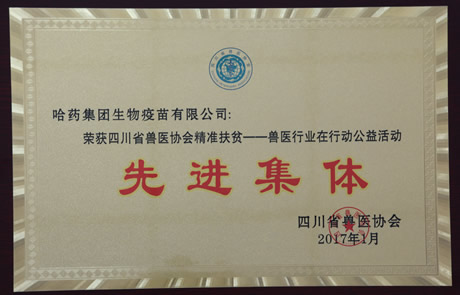 哈药集团生物疫苗有限公司:
荣获四川省兽医协会精准扶贫——兽医行业在行动公益活动
先进集体
四川省兽医协会
2017年1月